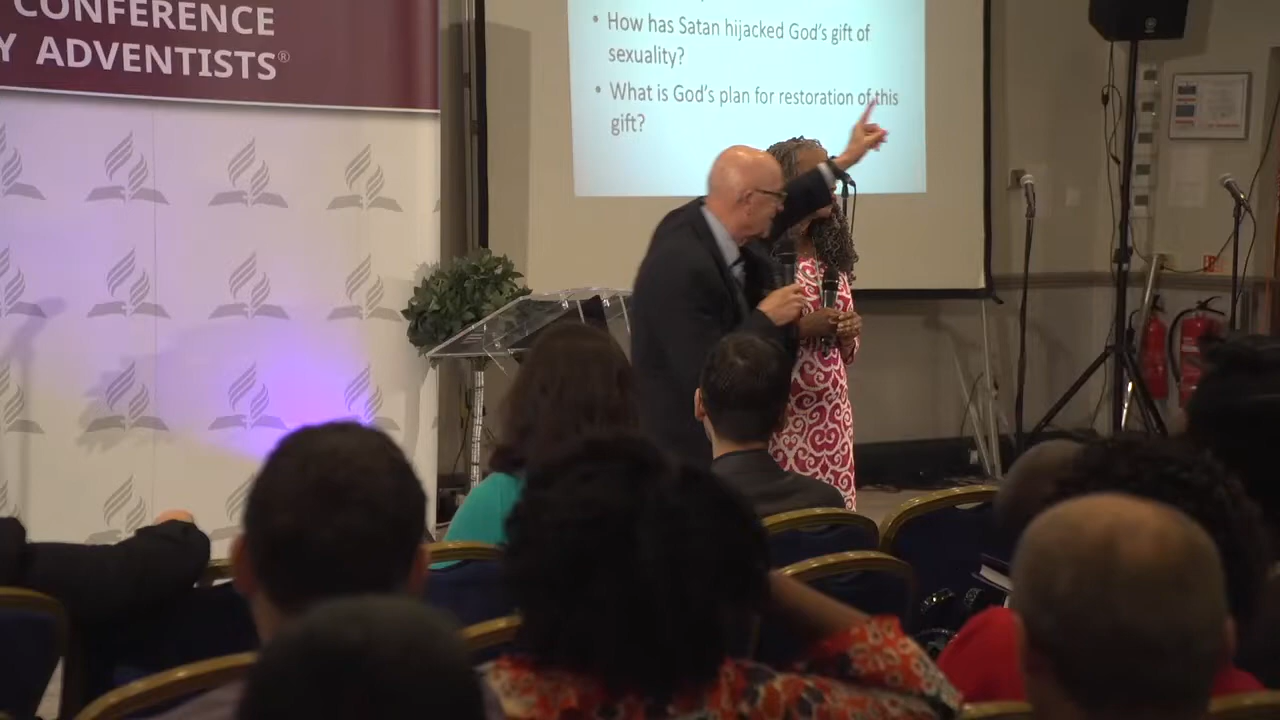 CONFERENCE
Y ADVENTISTS®
• How has Satan hijacked God's gift of
sexuality?
• What is God's plan for restoration of this
gift?